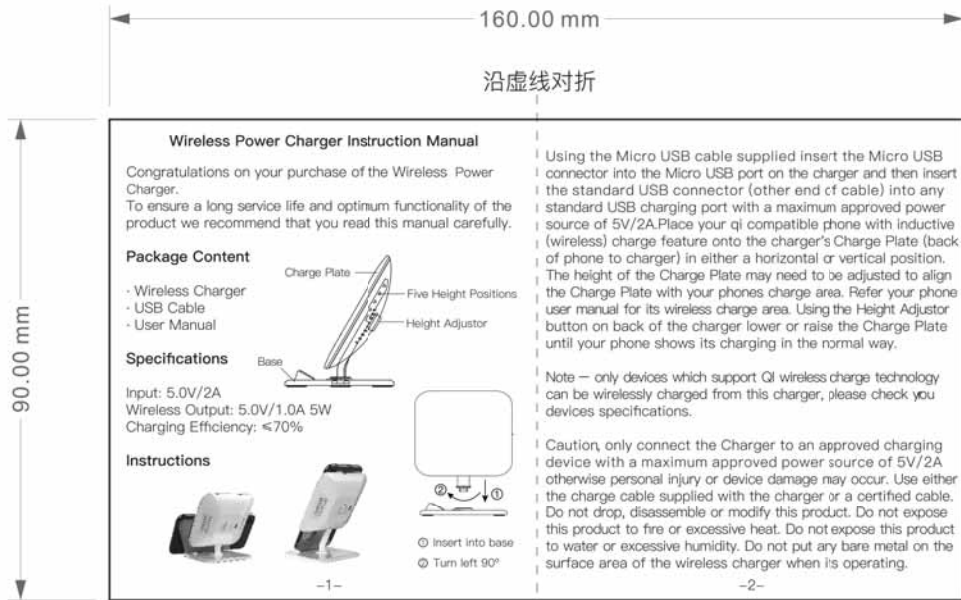 160.00 mm
沿虚线对折
90.00 mm
Wireless Power Charger Instruction Manual
Congratulations on your purchase of the Wireless Power
Charger.
To ensure a long service life and optimum functionality of the
product we recommend that you read this manual carefully.
Package Content
· Wireless Charger
· USB Cable
· User Manual
Charge Plate
Five Height Positions
Height Adjustor
Base
Specifications
Input: 5.0V/2A
Wireless Output: 5.0V/1.0A 5W
Charging Efficiency: ≤70%
Instructions
②
①
① Insert into base
② Turn left 90°
-1-
Using the Micro USB cable supplied insert the Micro USB
connector into the Micro USB port on the charger and then insert
the standard USB connector (other end of cable) into any
standard USB charging port with a maximum approved power
source of 5V/2A.Place your qi compatible phone with inductive
(wireless) charge feature onto the charger's Charge Plate (back
of phone to charger) in either a horizontal or vertical position.
The height of the Charge Plate may need to be adjusted to align
the Charge Plate with your phones charge area. Refer your phone
user manual for its wireless charge area. Using the Height Adjustor
button on back of the charger lower or raise the Charge Plate
until your phone shows its charging in the normal way.
Note — only devices which support QI wireless charge technology
can be wirelessly charged from this charger, please check you
devices specifications.
Caution, only connect the Charger to an approved charging
device with a maximum approved power source of 5V/2A
otherwise personal injury or device damage may occur. Use either
the charge cable supplied with the charger or a certified cable.
Do not drop, disassemble or modify this product. Do not expose
this product to fire or excessive heat. Do not expose this product
to water or excessive humidity. Do not put any bare metal on the
surface area of the wireless charger when its operating.
-2-